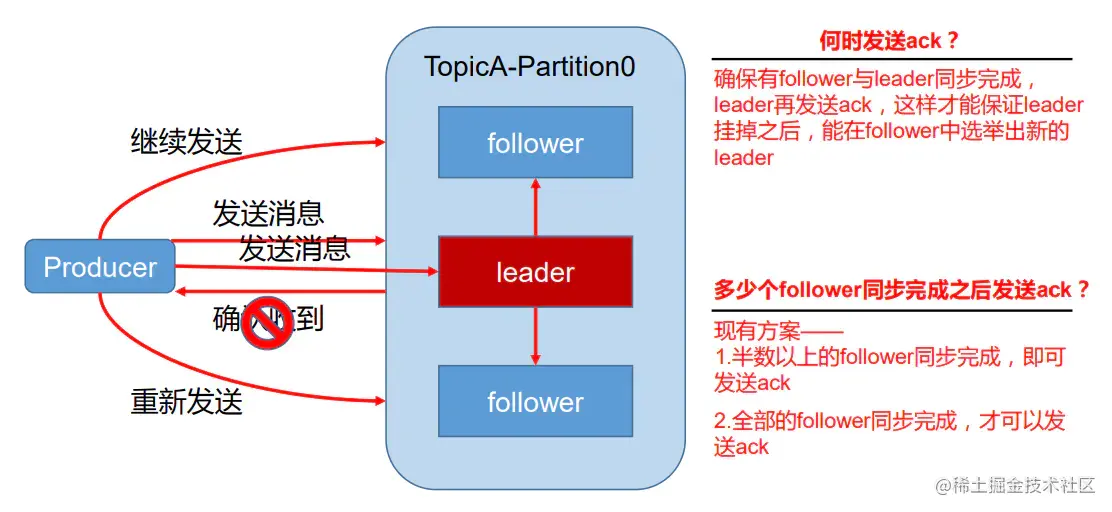 TopicA-Partition0
follower
leader
follower
Producer
继续发送
发送消息
发送消息
确认收到
重新发送
何时发送ack？
确保有follower与leader同步完成，
leader再发送ack，这样才能保证leader
挂掉之后，能在follower中选举出新的
leader
多少个follower同步完成之后发送ack？
现有方案——
1.半数以上的follower同步完成，即可
发送ack
2.全部的follower同步完成，才可以发
送ack
@稀土掘金技术社区